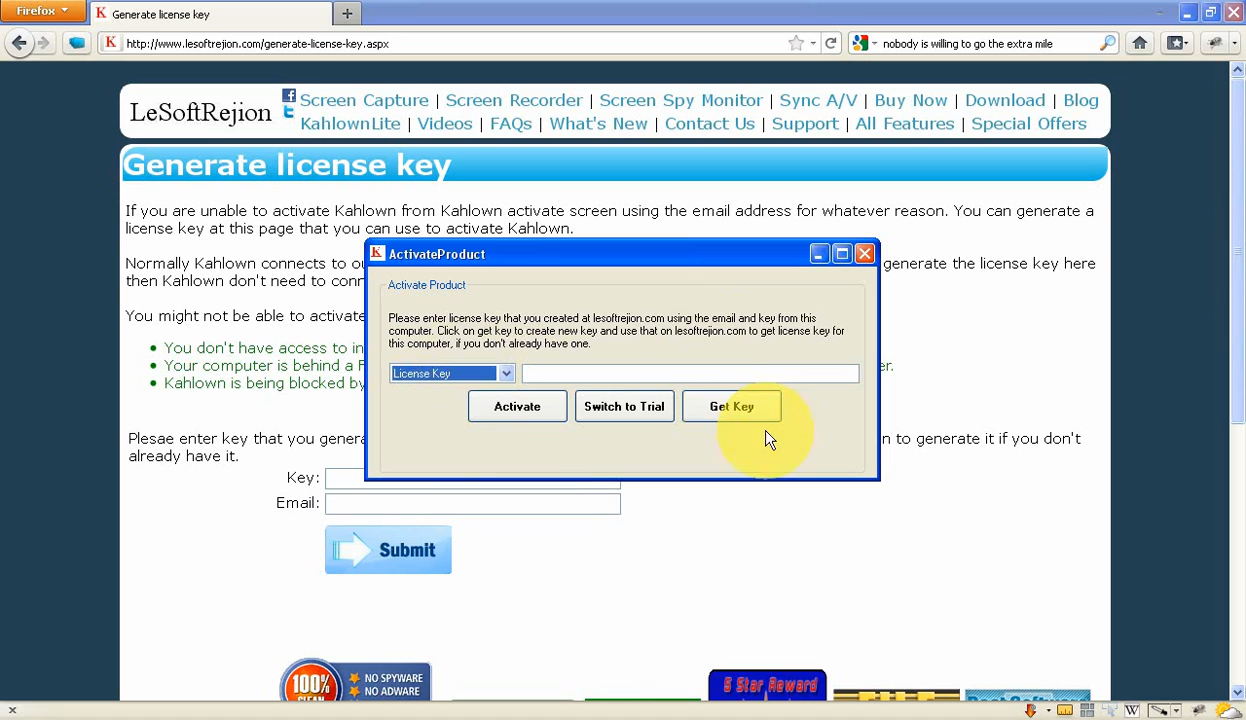 Firefox
Generate license key
http://www.lesoftrejion.com/generate-license-key.aspx
nobody is willing to go the extra mile
LeSoftRejion
Screen Capture | Screen Recorder | Screen Spy Monitor | Sync A/V | Buy Now | Download | Blog
KahlownLite | Videos | FAQs | What's New | Contact Us | Support | All Features | Special Offers
Generate license key
If you are unable to activate Kahlown from Kahlown activate screen using the email address for whatever reason. You can generate a
license key at this page that you can use to activate Kahlown.
Normally Kahlown connects to ou
generate the license key here
then Kahlown don't need to conn
You might not be able to activate
You don't have access to in
Your computer is behind a F
er.
Kahlown is being blocked by
Plesae enter key that you genera
n to generate it if you don't
already have it.
Key:
Email:
Submit
ActivateProduct
Activate Product
Please enter license key that you created at lesoftrejion.com using the email and key from this
computer. Click on get key to create new key and use that on lesoftrejion.com to get license key for
this computer, if you don't already have one.
License Key
Activate
Switch to Trial
Get Key
100%
CLEAN
NO SPYWARE
NO ADWARE
5 Star Reward